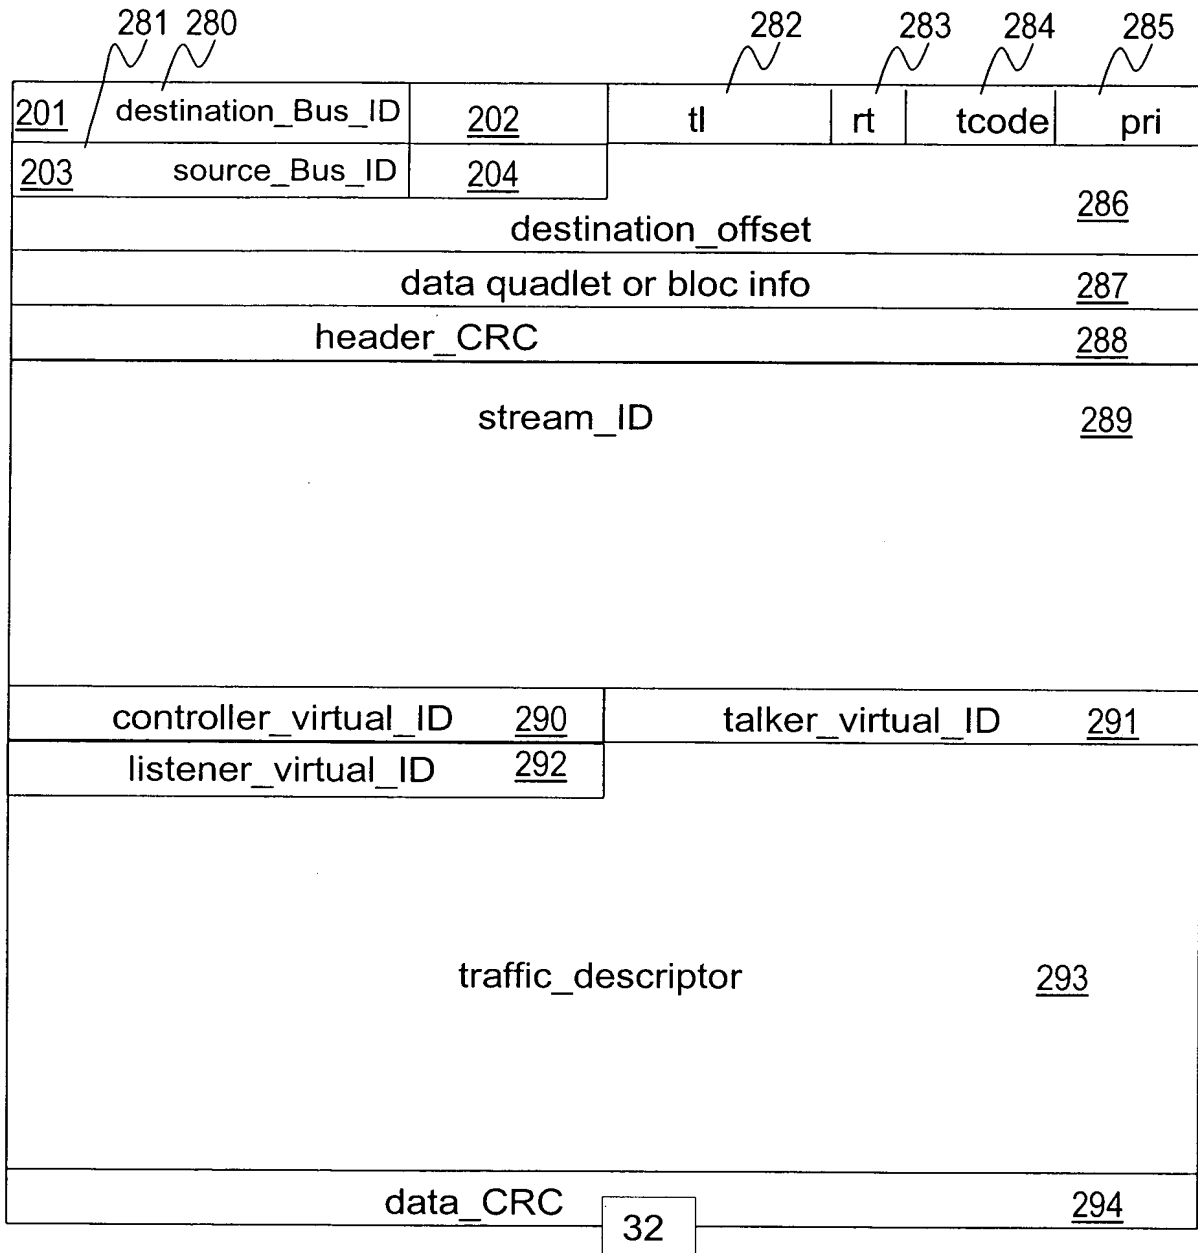 281 280 282 283 284 285
201 destination_Bus_ID 202 tl rt tcode pri
203 source_Bus_ID 204
286
destination_offset
data quadlet or bloc info 287
header_CRC 288
stream_ID 289
controller_virtual_ID 290 talker_virtual_ID 291
listener_virtual_ID 292
traffic_descriptor 293
data_CRC 294
32